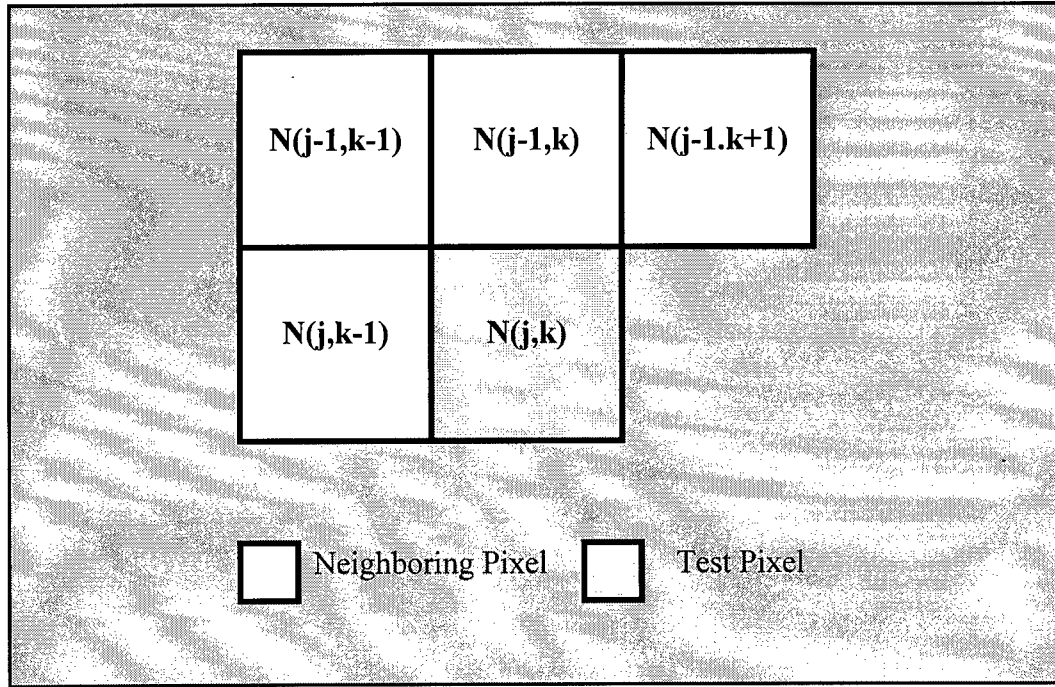 N(j-1,k-1) N(j-1,k) N(j-1.k+1)
N(j,k-1) N(j,k)
Neighboring Pixel Test Pixel